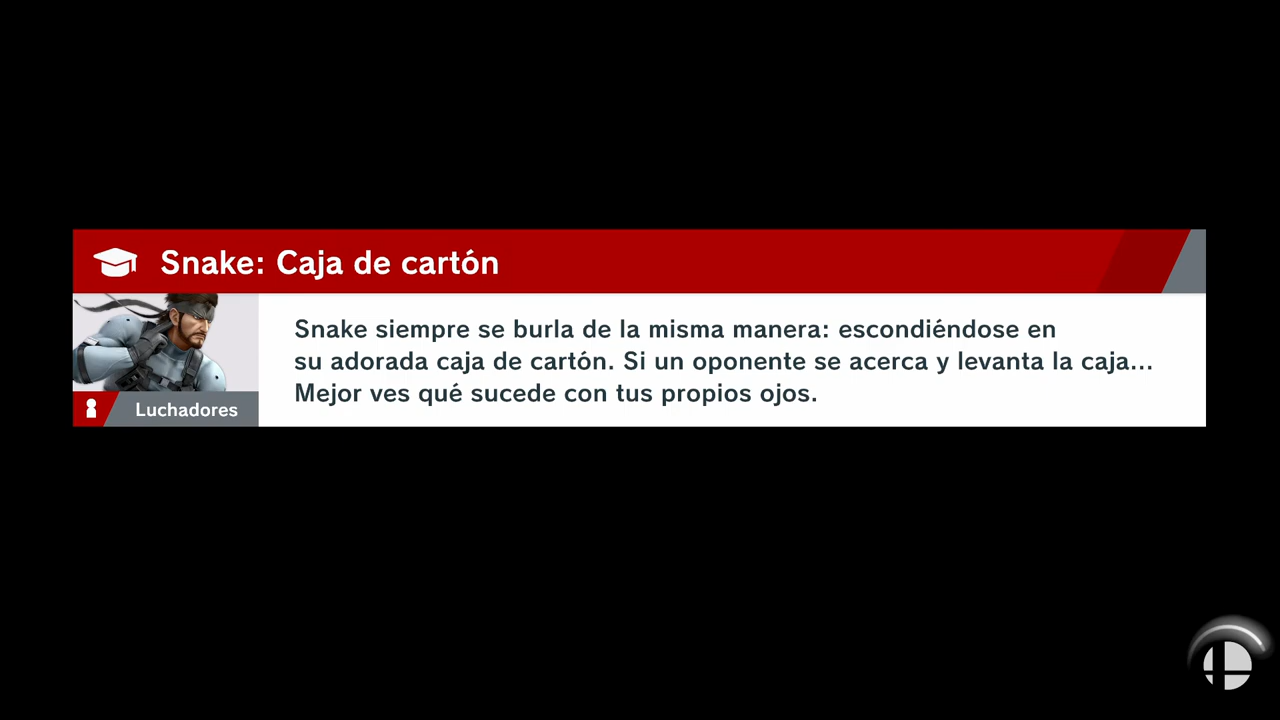 Snake: Caja de cartón
Snake siempre se burla de la misma manera: escondiéndose en
su adorada caja de cartón. Si un oponente se acerca y levanta la caja...
Mejor ves qué sucede con tus propios ojos.
Luchadores